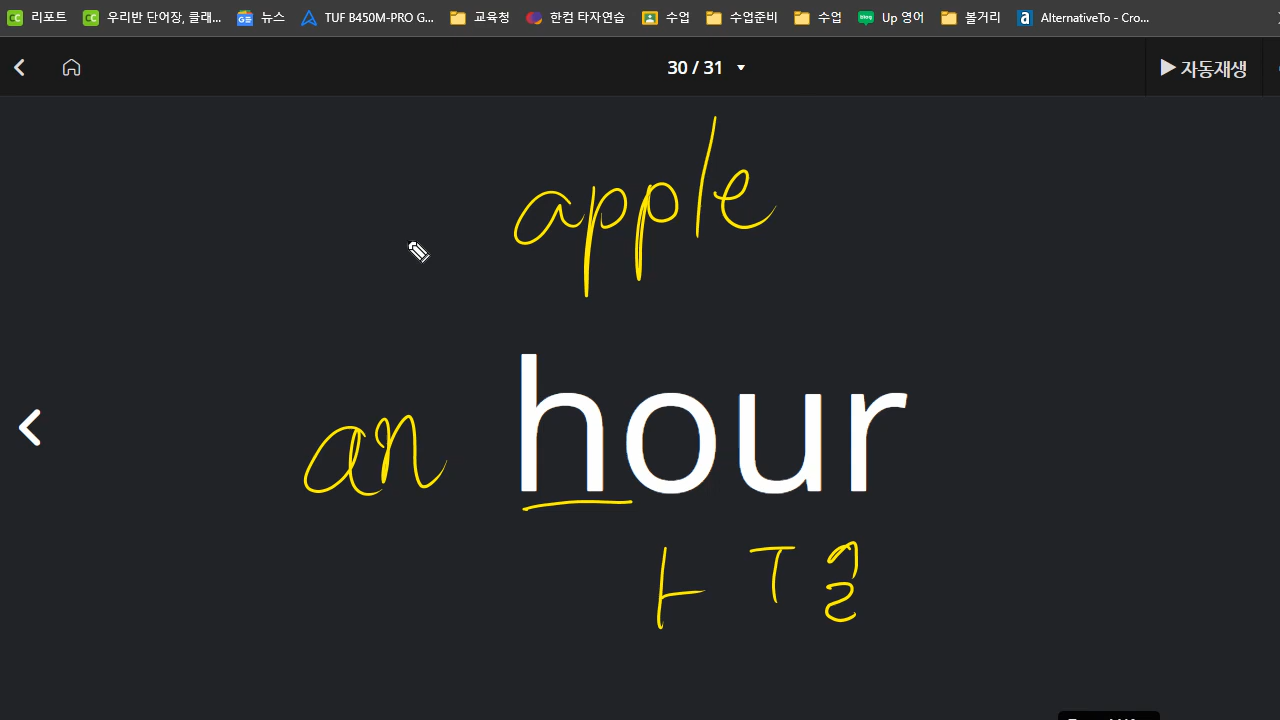 리포트 우리반 단어장, 클래... 뉴스 TUF B450M-PRO G... 교육청 한컴 타자연습 수업 수업준비 수업 Up 영어 볼거리 AlternativeTo - Cro...
30 / 31 자동재생
apple
an hour
ㅏ ㅜ